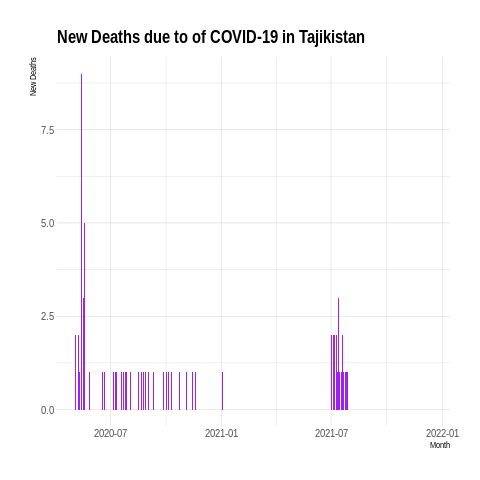 New Deaths due to of COVID-19 in Tajikistan
New Deaths
7.5
5.0
2.5
0.0
2020-07
2021-01
2021-07
2022-01
Month